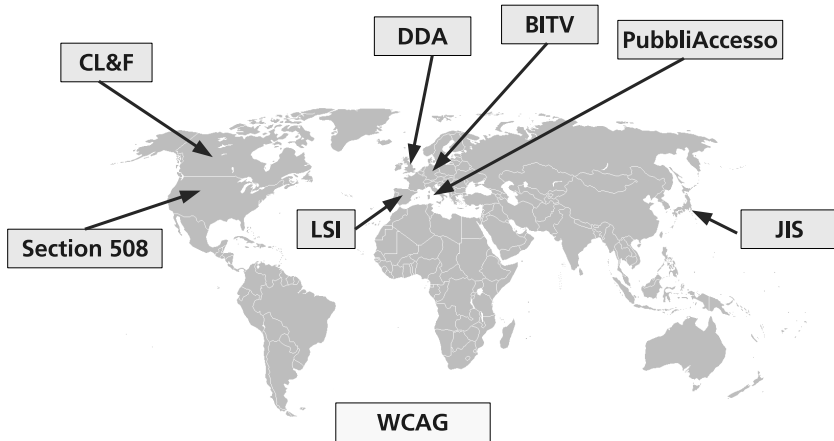 BITV
DDA
PubbliAccesso
CL&F
LSI
JIS
Section 508
WCAG